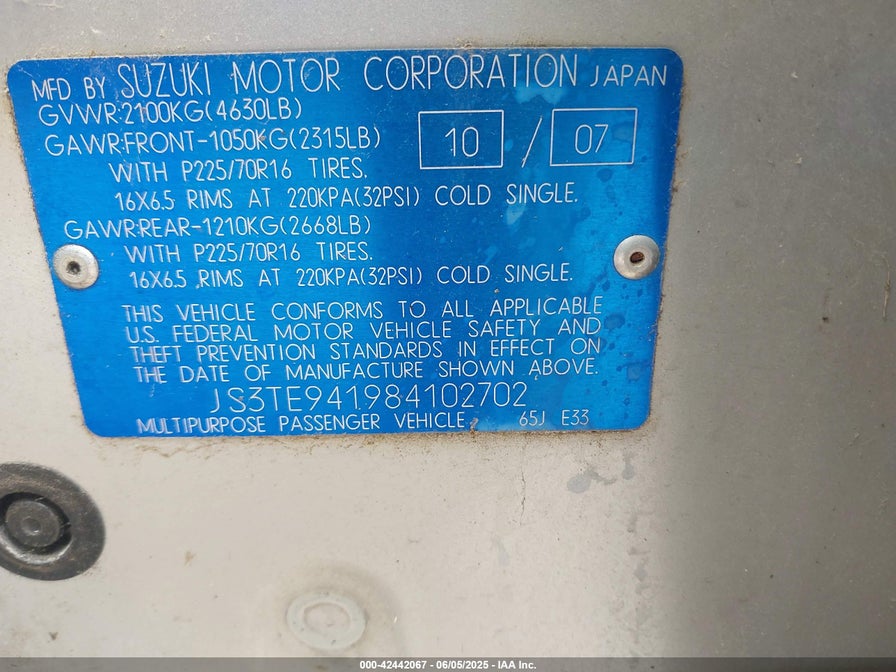 MFD BY SUZUKI MOTOR CORPORATION JAPAN
GVWR:2100KG(4630LB)
GAWR:FRONT-1050KG(2315LB)
10 / 07
WITH P225/70R16 TIRES.
16X6.5 RIMS AT 220KPA(32PSI) COLD SINGLE.
GAWR:REAR-1210KG(2668LB)
WITH P225/70R16 TIRES.
16X6.5 RIMS AT 220KPA(32PSI) COLD SINGLE.
THIS VEHICLE CONFORMS TO ALL APPLICABLE
U.S. FEDERAL MOTOR VEHICLE SAFETY AND
THEFT PREVENTION STANDARDS IN EFFECT ON
THE DATE OF MANUFACTURE SHOWN ABOVE.
JS3TE941984102702
MULTIPURPOSE PASSENGER VEHICLE. 65J E33
000-42442067 - 06/05/2025 - IAA Inc.